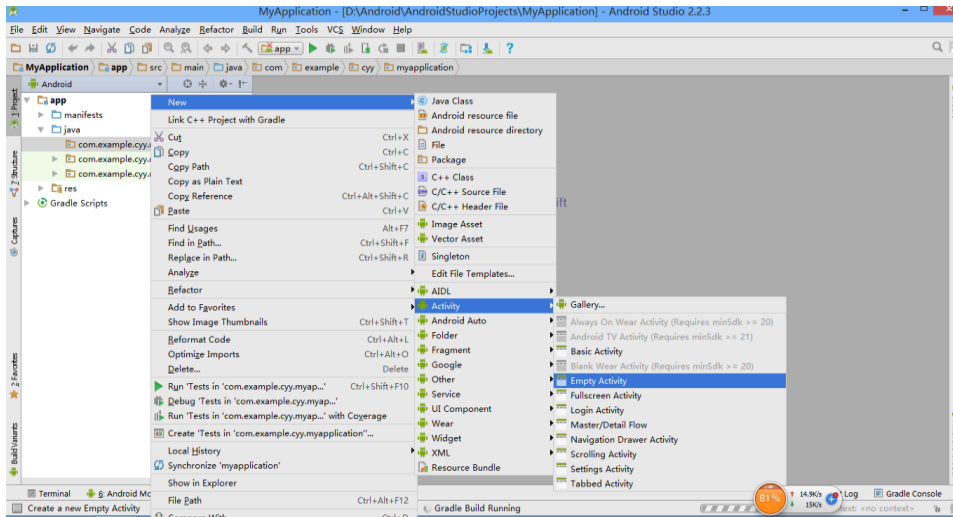 MyApplication - [D:\Android\AndroidStudioProjects\MyApplication] - Android Studio 2.2.3
File Edit View Navigate Code Analyze Refactor Build Run Tools VCS Window Help
app
MyApplication app src main java com example cyy myapplication
Android
1: Project
Z: Structure
Captures
2: Favorites
Build Variants
app
manifests
java
com.example.cyy.
com.example.cyy.
com.example.cyy.
res
Gradle Scripts
New
Link C++ Project with Gradle
Cut Ctrl+X
Copy Ctrl+C
Copy Path Ctrl+Shift+C
Copy as Plain Text
Copy Reference Ctrl+Alt+Shift+C
Paste Ctrl+V
Find Usages Alt+F7
Find in Path... Ctrl+Shift+F
Replace in Path... Ctrl+Shift+R
Analyze
Refactor
Add to Favorites
Show Image Thumbnails Ctrl+Shift+T
Reformat Code Ctrl+Alt+L
Optimize Imports Ctrl+Alt+O
Delete... Delete
Run 'Tests in 'com.example.cyy.myap...' Ctrl+Shift+F10
Debug 'Tests in 'com.example.cyy.myap...'
Run 'Tests in 'com.example.cyy.myap...' with Coverage
Create 'Tests in 'com.example.cyy.myapplication''...
Local History
Synchronize 'myapplication'
Show in Explorer
File Path Ctrl+Alt+F12
Compare With... Ctrl+D
Java Class
Android resource file
Android resource directory
File
Package
C++ Class
C/C++ Source File
C/C++ Header File
Image Asset
Vector Asset
Singleton
Edit File Templates...
AIDL
Activity
Android Auto
Folder
Fragment
Google
Other
Service
UI Component
Wear
Widget
XML
Resource Bundle
ift
Gallery...
Always On Wear Activity (Requires minSdk >= 20)
Android TV Activity (Requires minSdk >= 21)
Basic Activity
Blank Wear Activity (Requires minSdk >= 20)
Empty Activity
Fullscreen Activity
Login Activity
Master/Detail Flow
Navigation Drawer Activity
Scrolling Activity
Settings Activity
Tabbed Activity
Terminal 6: Android Mo
81% 14.9K/s 15K/s
Log Gradle Console
Create a new Empty Activity
Gradle Build Running
text: <no context>